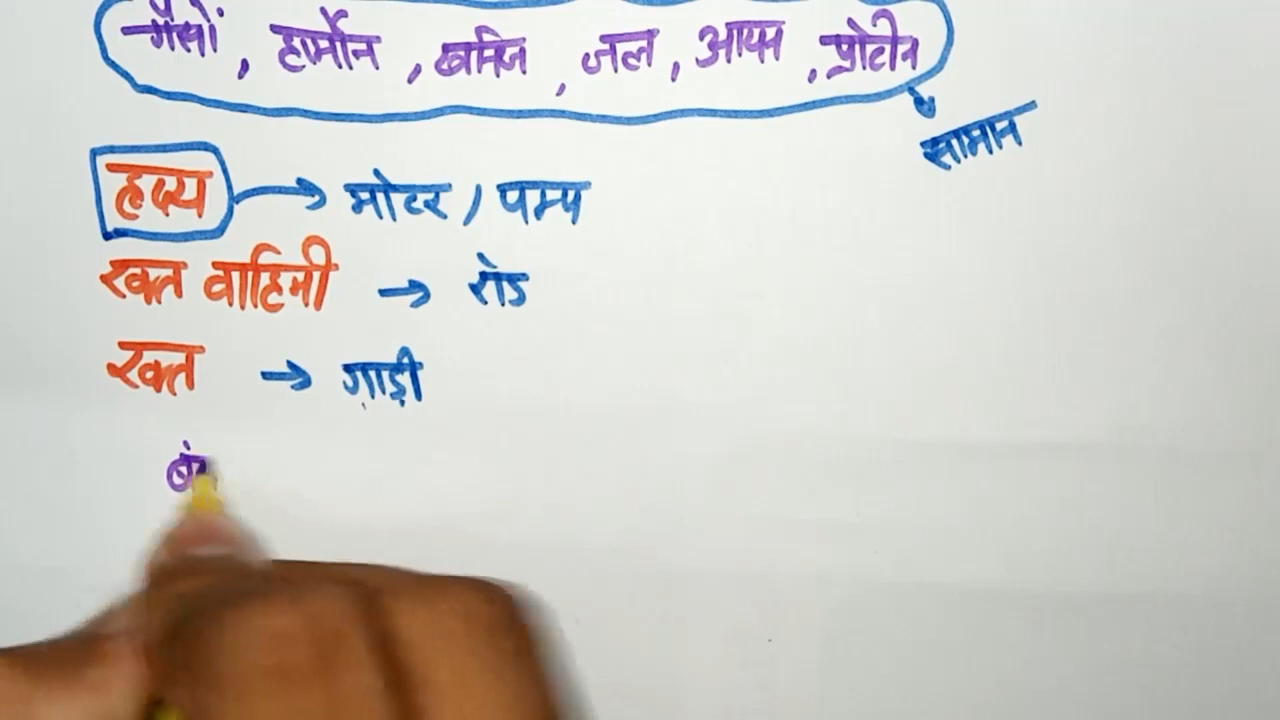 गैसों, हार्मोन, खनिज, जल, आयन, प्रोटीन
सामान
हृदय → मोटर / पम्प
रक्त वाहिनी → रोड
रक्त → गाड़ी